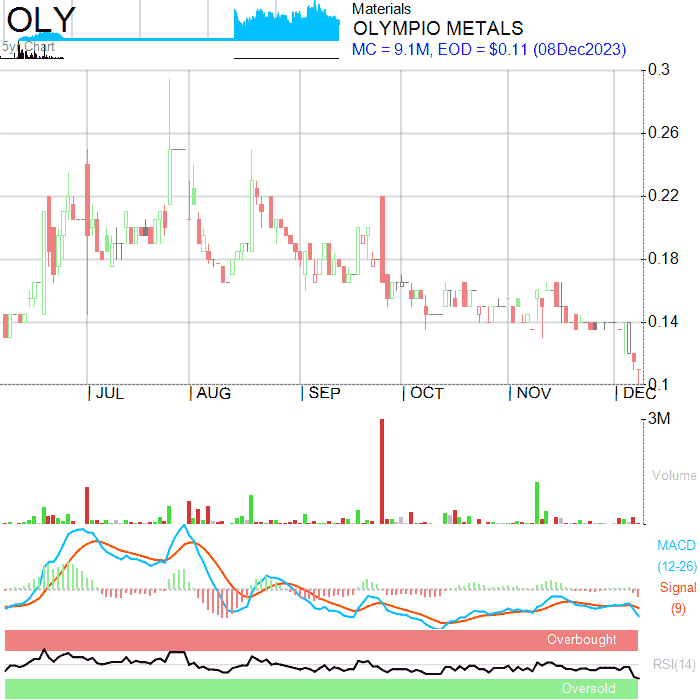 OLY
5yr Chart
Materials
OLYMPIO METALS
MC = 9.1M, EOD = $0.11 (08Dec2023)
0.3
0.26
0.22
0.18
0.14
0.1
JUL
AUG
SEP
OCT
NOV
DEC
3M
Volume
MACD
(12-26)
Signal
(9)
Overbought
RSI(14)
Oversold